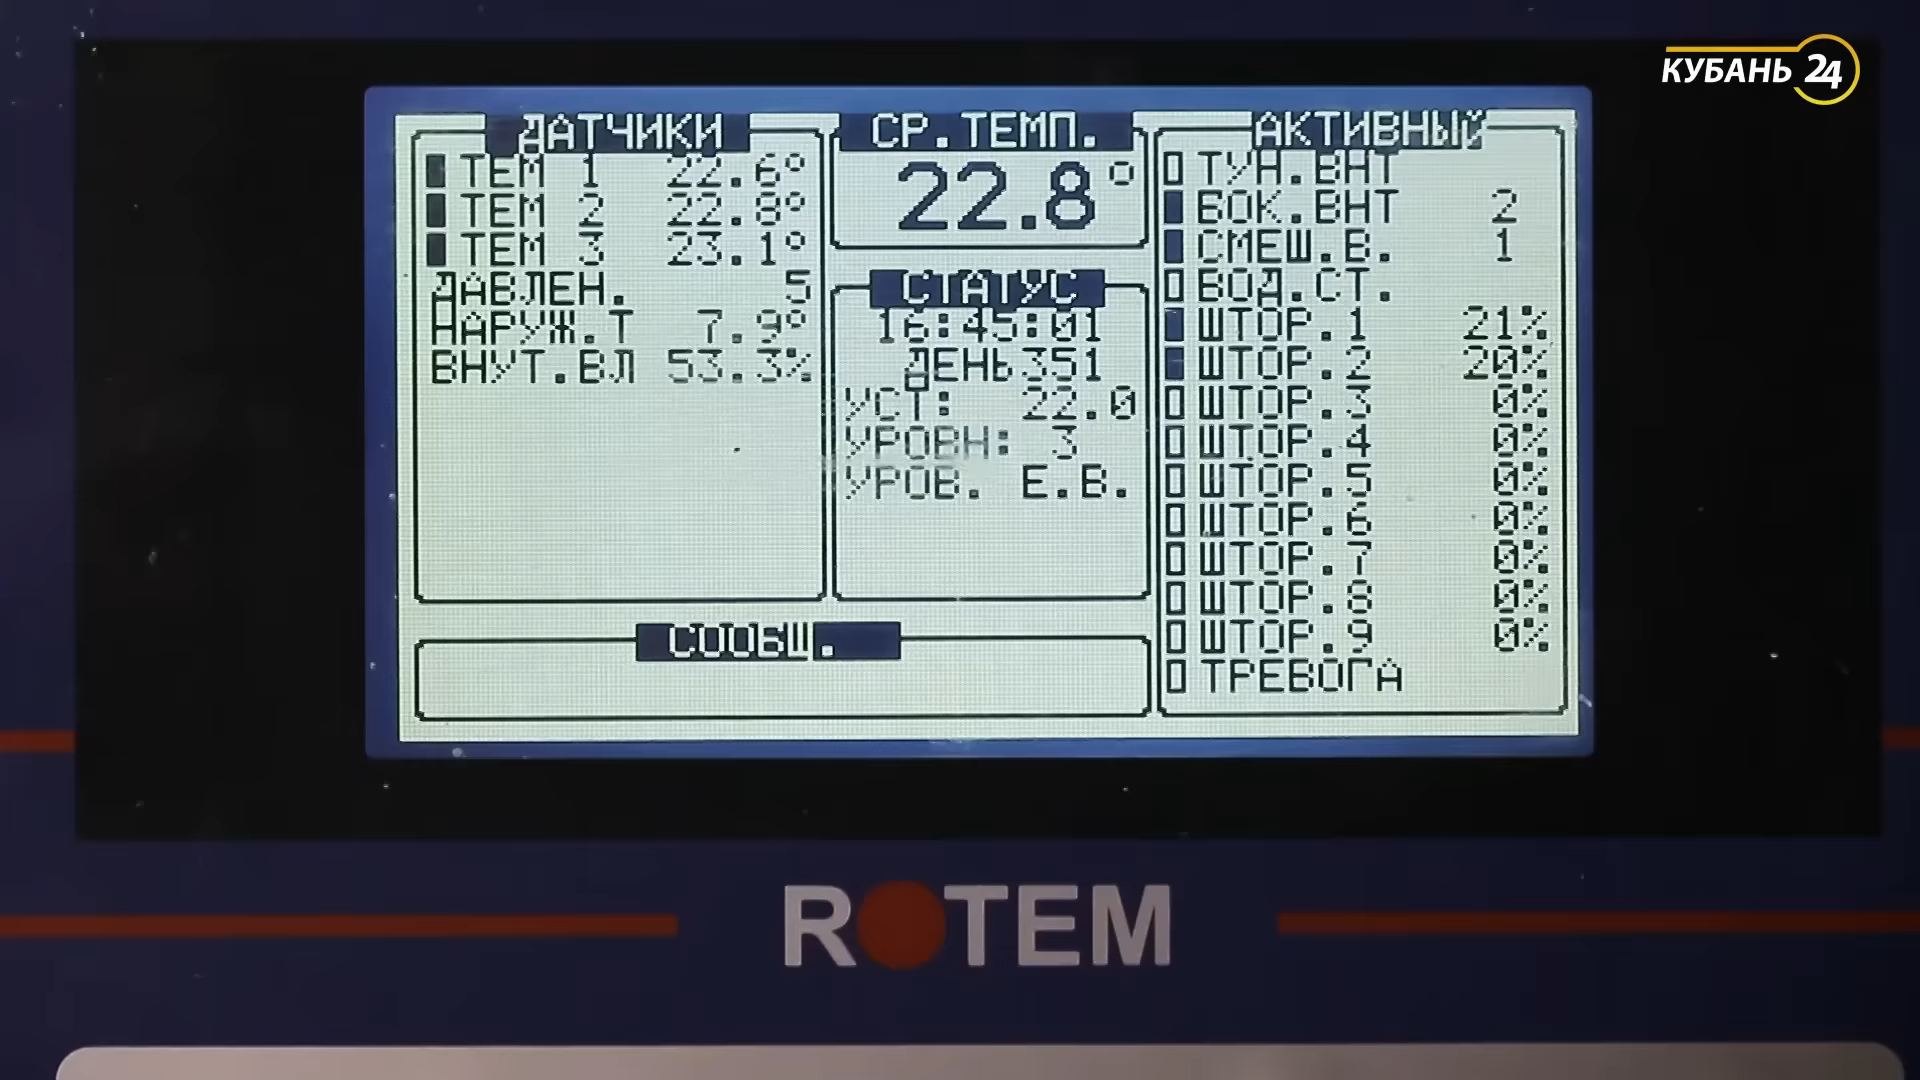 КУБАНЬ 24
ДАТЧИКИ
ТЕМ 1 22.6°
ТЕМ 2 22.8°
ТЕМ 3 23.1°
ДАВЛЕН. 5
НАРУЖ.Т 7.9°
ВНУТ.ВЛ 53.3%
СР.ТЕМП.
22.8°
СТАТУС
16:45:01
ДЕНЬ351
УСТ: 22.0
УРОВН: 3
УРОВ. Е.В.
СООБЩ.
АКТИВНЫЙ
ТУН.ВНТ
БОК.ВНТ 2
СМЕШ.В. 1
ВОД.СТ.
ШТОР.1 21%
ШТОР.2 20%
ШТОР.3 0%
ШТОР.4 0%
ШТОР.5 0%
ШТОР.6 0%
ШТОР.7 0%
ШТОР.8 0%
ШТОР.9 0%
ТРЕВОГА
ROTEM